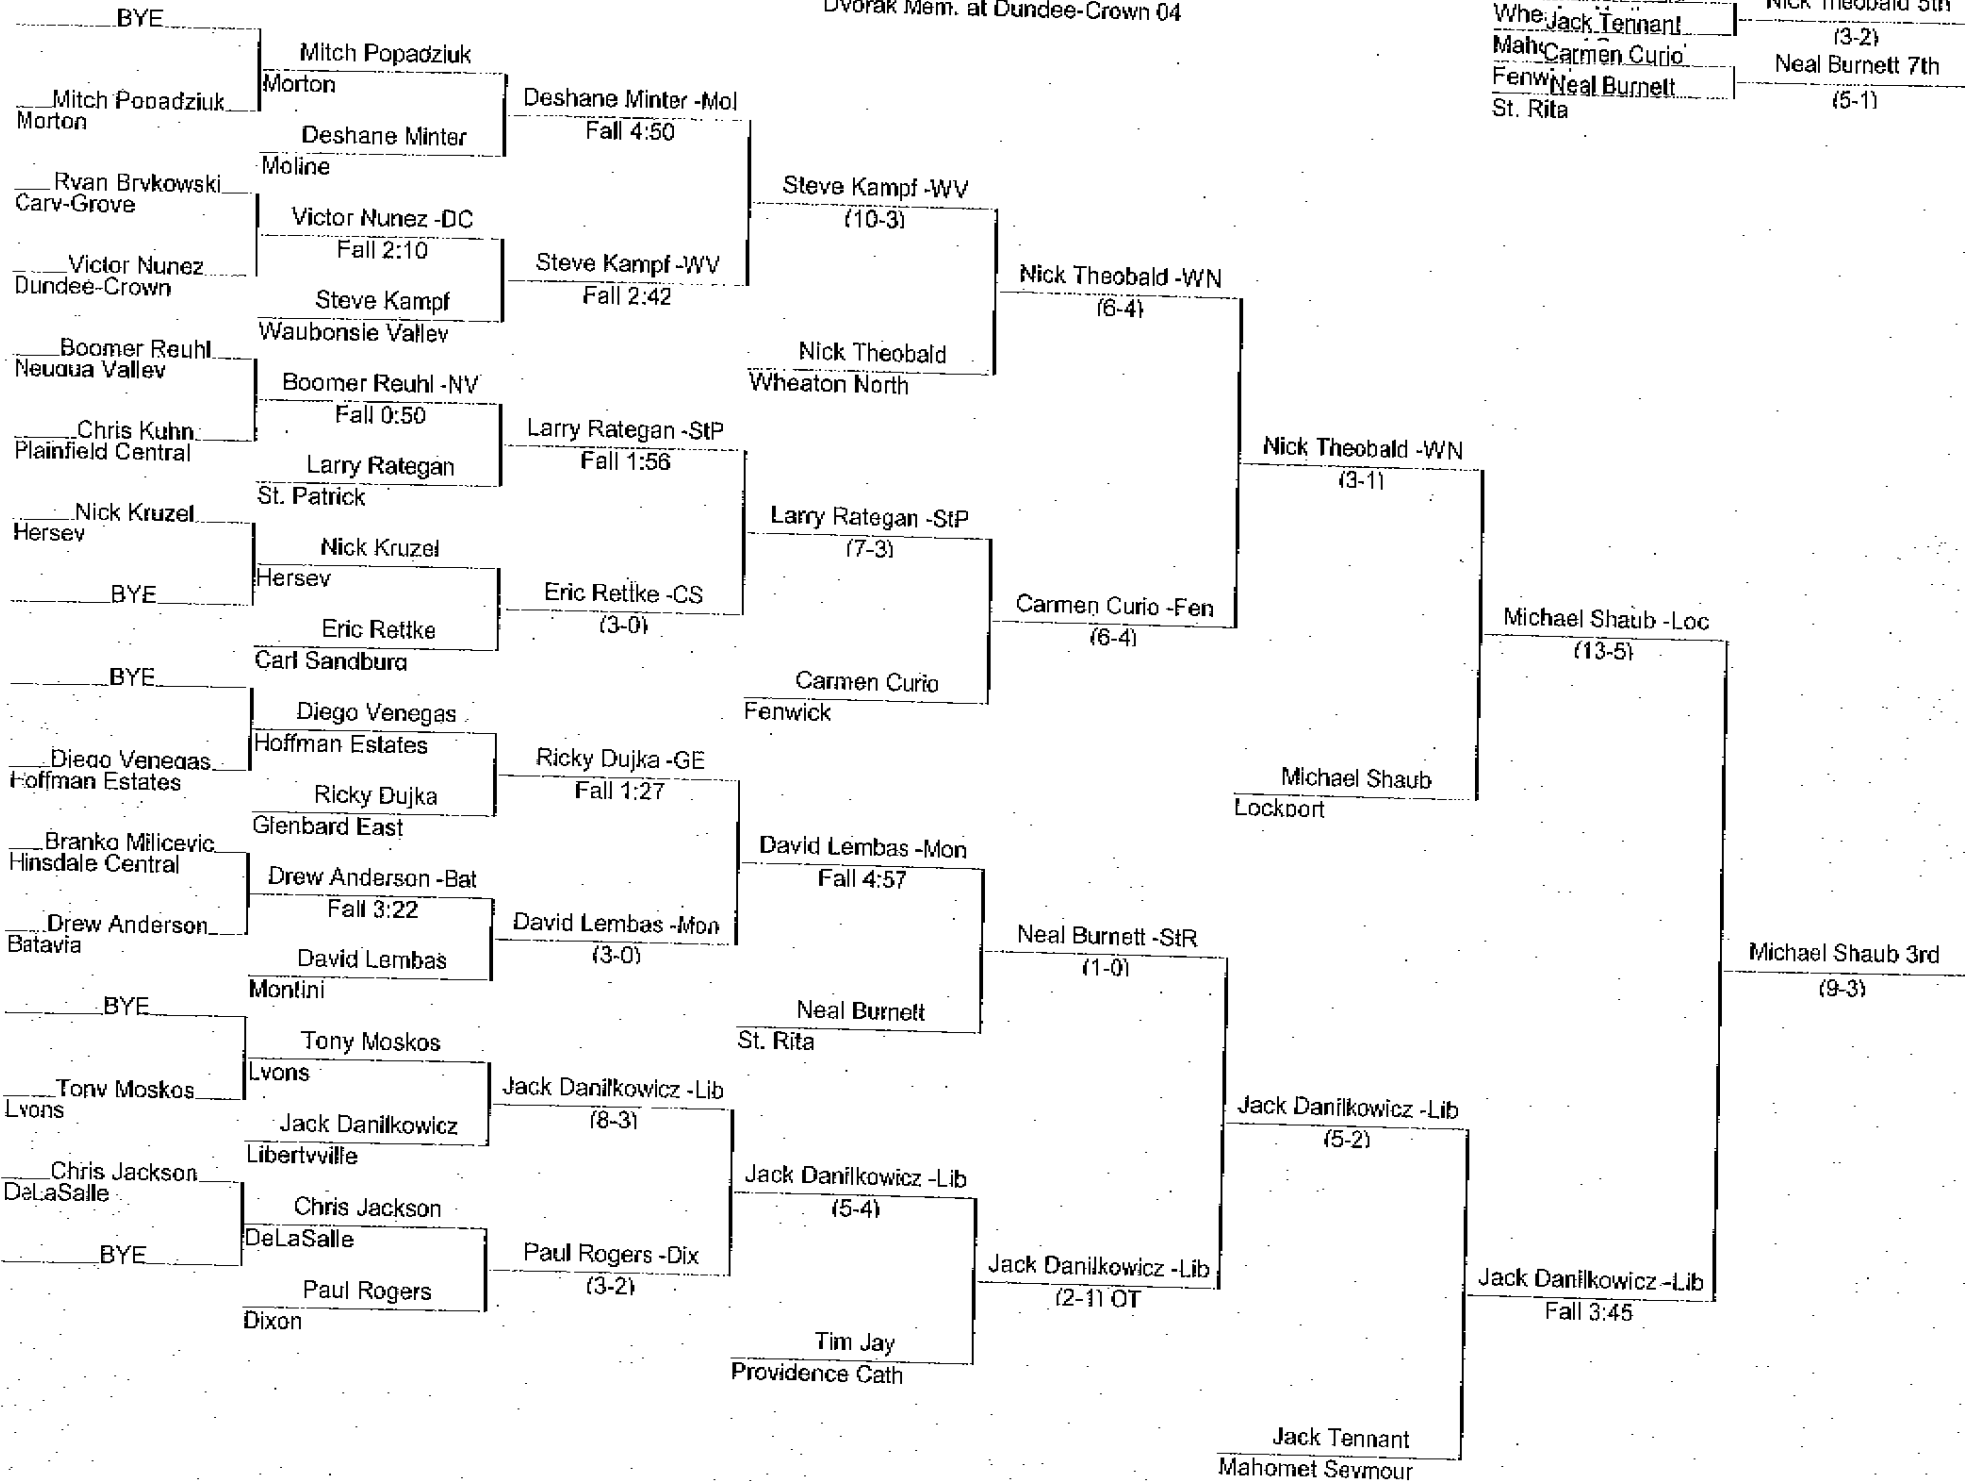 Dvorak Mem. at Dundee-Crown 04
Nick Theobald 5th
Whe Jack Tennant
(3-2)
Mah Carmen Curio
Neal Burnett 7th
Fenwi Neal Burnett
(5-1)
St. Rita
BYE
Mitch Popadziuk
Morton
Ryan Brykowski
Cary-Grove
Victor Nunez
Dundee-Crown
Boomer Reuhl
Neuqua Valley
Chris Kuhn
Plainfield Central
Nick Kruzel
Hersey
BYE
BYE
Diego Venegas
Hoffman Estates
Branko Milicevic
Hinsdale Central
Drew Anderson
Batavia
BYE
Tony Moskos
Lyons
Chris Jackson
DeLaSalle
BYE
Mitch Popadziuk
Morton
Deshane Minter
Moline
Victor Nunez -DC
Fall 2:10
Steve Kampf
Waubonsie Valley
Boomer Reuhl -NV
Fall 0:50
Larry Rategan
St. Patrick
Nick Kruzel
Hersey
Eric Rettke
Carl Sandburg
Diego Venegas
Hoffman Estates
Ricky Dujka
Glenbard East
Drew Anderson -Bat
Fall 3:22
David Lembas
Montini
Tony Moskos
Lyons
Jack Danilkowicz
Libertyville
Chris Jackson
DeLaSalle
Paul Rogers
Dixon
Deshane Minter -Mol
Fall 4:50
Steve Kampf -WV
Fall 2:42
Larry Rategan -StP
Fall 1:56
Eric Rettke -CS
(3-0)
Ricky Dujka -GE
Fall 1:27
David Lembas -Mon
(3-0)
Jack Danilkowicz -Lib
(8-3)
Paul Rogers -Dix
(3-2)
Steve Kampf -WV
(10-3)
Nick Theobald
Wheaton North
Larry Rategan -StP
(7-3)
Carmen Curio
Fenwick
David Lembas -Mon
Fall 4:57
Neal Burnett
St. Rita
Jack Danilkowicz -Lib
(5-4)
Tim Jay
Providence Cath
Nick Theobald -WN
(6-4)
Carmen Curio -Fen
(6-4)
Neal Burnett -StR
(1-0)
Jack Danilkowicz -Lib
(2-1) OT
Nick Theobald -WN
(3-1)
Michael Shaub
Lockport
Jack Danilkowicz -Lib
(5-2)
Jack Tennant
Mahomet Seymour
Michael Shaub -Loc
(13-5)
Jack Danilkowicz -Lib
Fall 3:45
Michael Shaub 3rd
(9-3)